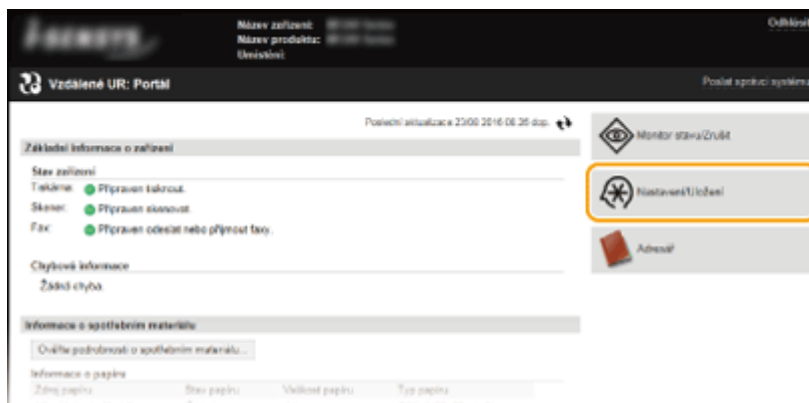 i-SENSYS
Název zařízení:
Název produktu:
Umístění:
Odhlásit
Vzdálené UR: Portál
Poslat správci systému
Poslední aktualizace 23/08 2016 08:26 dop.
Základní informace o zařízení
Stav zařízení
Tiskárna: Připraven tisknout.
Skener: Připraven skenovat.
Fax: Připraven odeslat nebo přijmout faxy.
Chybové informace
Žádná chyba.
Informace o spotřebním materiálu
Ověřte podrobnosti o spotřebním materiálu...
Informace o papíru
Zdroj papíru Stav papíru Velikost papíru Typ papíru
Monitor stavu/Zrušit
Nastavení/Uložení
Adresář